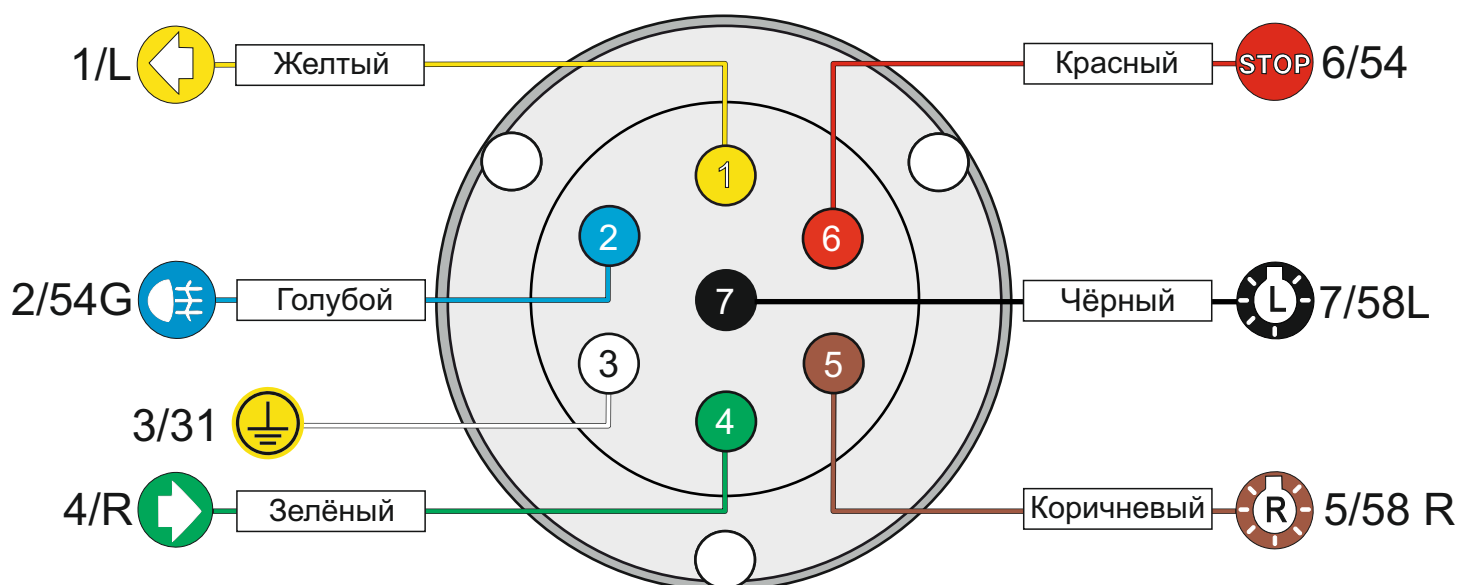 1/L
Желтый
Красный
STOP
6/54
1
2
6
2/54G
Голубой
7
Чёрный
L
7/58L
3
5
3/31
4
4/R
Зелёный
Коричневый
R
5/58 R